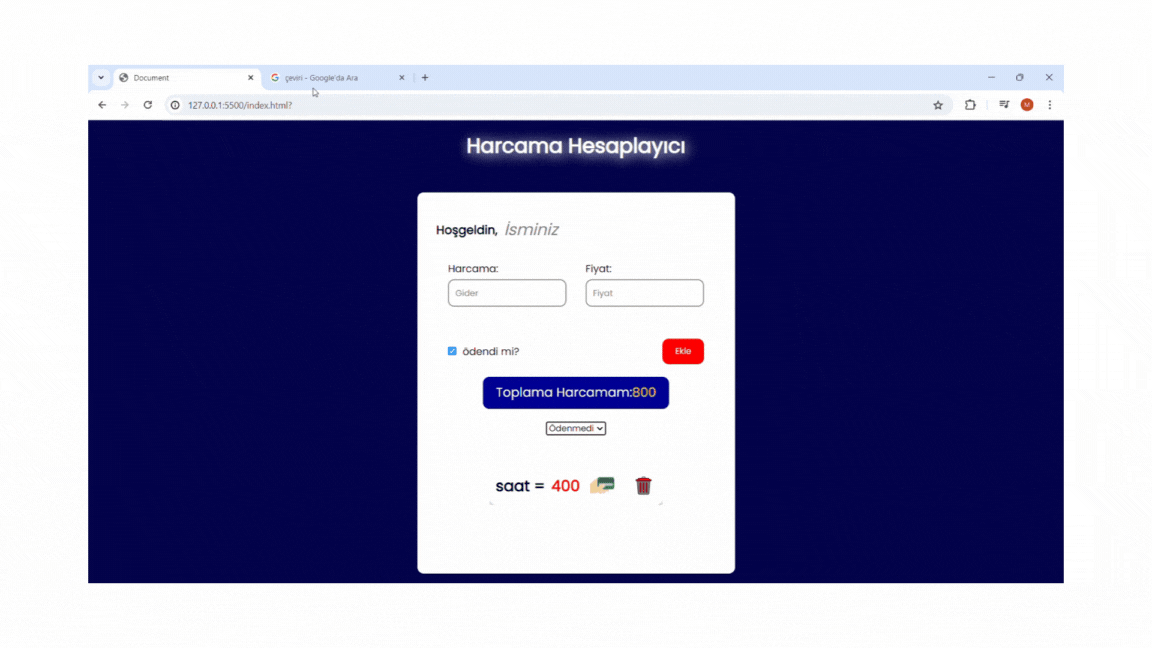 Document
çeviri - Google'da Ara
127.0.0.1:5500/index.html?
M
Harcama Hesaplayıcı
Hoşgeldin, İsminiz
Harcama: Fiyat:
Gider Fiyat
ödendi mi? Ekle
Toplama Harcamam:800
Ödenmedi
saat = 400